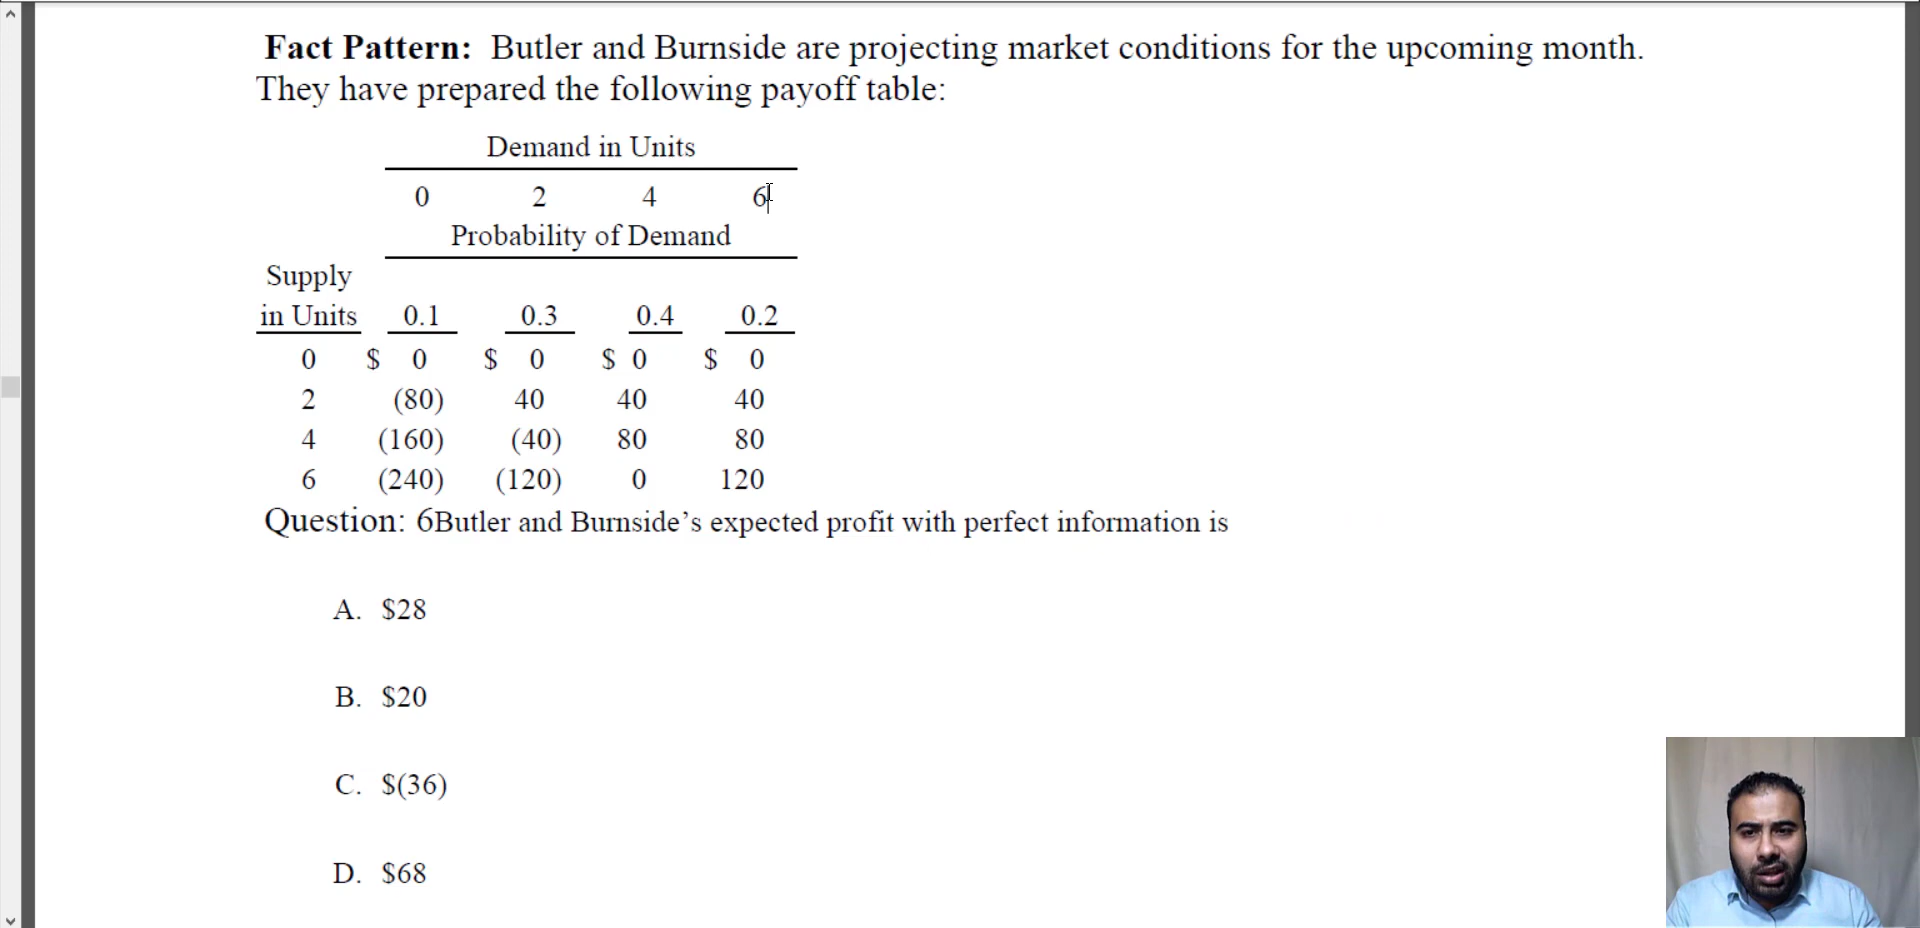 Fact Pattern: Butler and Burnside are projecting market conditions for the upcoming month.
They have prepared the following payoff table:
Demand in Units
0 2 4 6
Probability of Demand
Supply
in Units 0.1 0.3 0.4 0.2
0 $ 0 $ 0 $ 0 $ 0
2 (80) 40 40 40
4 (160) (40) 80 80
6 (240) (120) 0 120
Question: 6Butler and Burnside’s expected profit with perfect information is
A. $28
B. $20
C. $(36)
D. $68